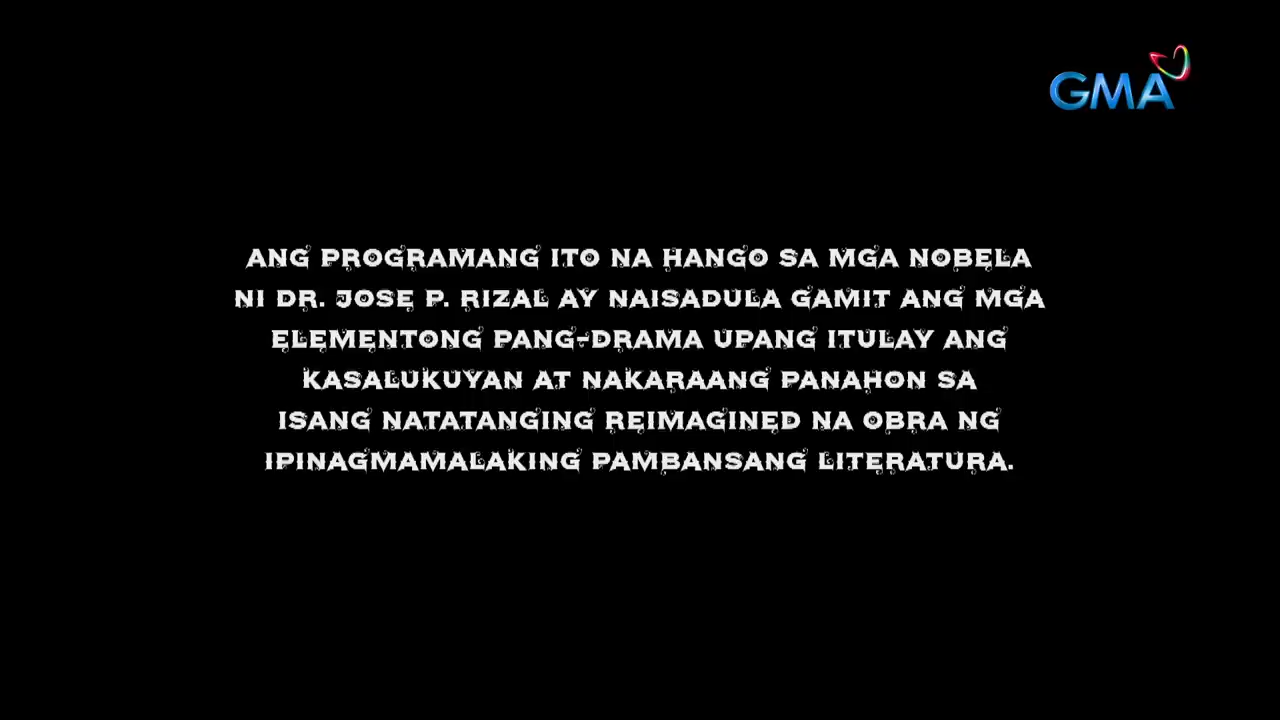 GMA
ANG PROGRAMANG ITO NA HANGO SA MGA NOBELA
NI DR. JOSE P. RIZAL AY NAISADULA GAMIT ANG MGA
ELEMENTONG PANG-DRAMA UPANG ITULAY ANG
KASALUKUYAN AT NAKARAANG PANAHON SA
ISANG NATATANGING REIMAGINED NA OBRA NG
IPINAGMAMALAKING PAMBANSANG LITERATURA.